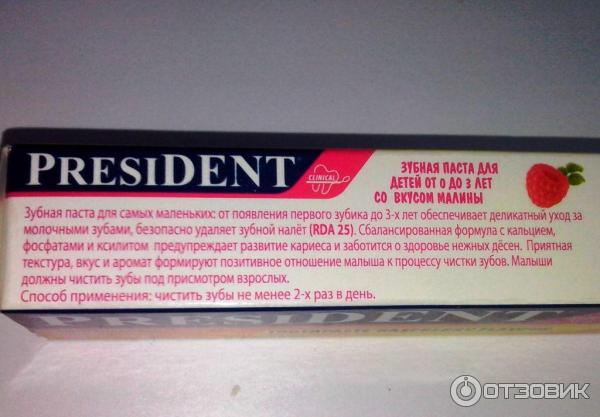 PRESIDENT
CLINICAL
ЗУБНАЯ ПАСТА ДЛЯ
ДЕТЕЙ ОТ 0 ДО 3 ЛЕТ
СО ВКУСОМ МАЛИНЫ
Зубная паста для самых маленьких: от появления первого зубика до 3-х лет обеспечивает деликатный уход за
молочными зубами, безопасно удаляет зубной налёт (RDA 25). Сбалансированная формула с кальцием,
фосфатами и ксилитом предупреждает развитие кариеса и заботится о здоровье нежных дёсен. Приятная
текстура, вкус и аромат формируют позитивное отношение малыша к процессу чистки зубов. Малыши
должны чистить зубы под присмотром взрослых.
Способ применения: чистить зубы не менее 2-х раз в день.
PRESIDENT
ОТЗОВИК